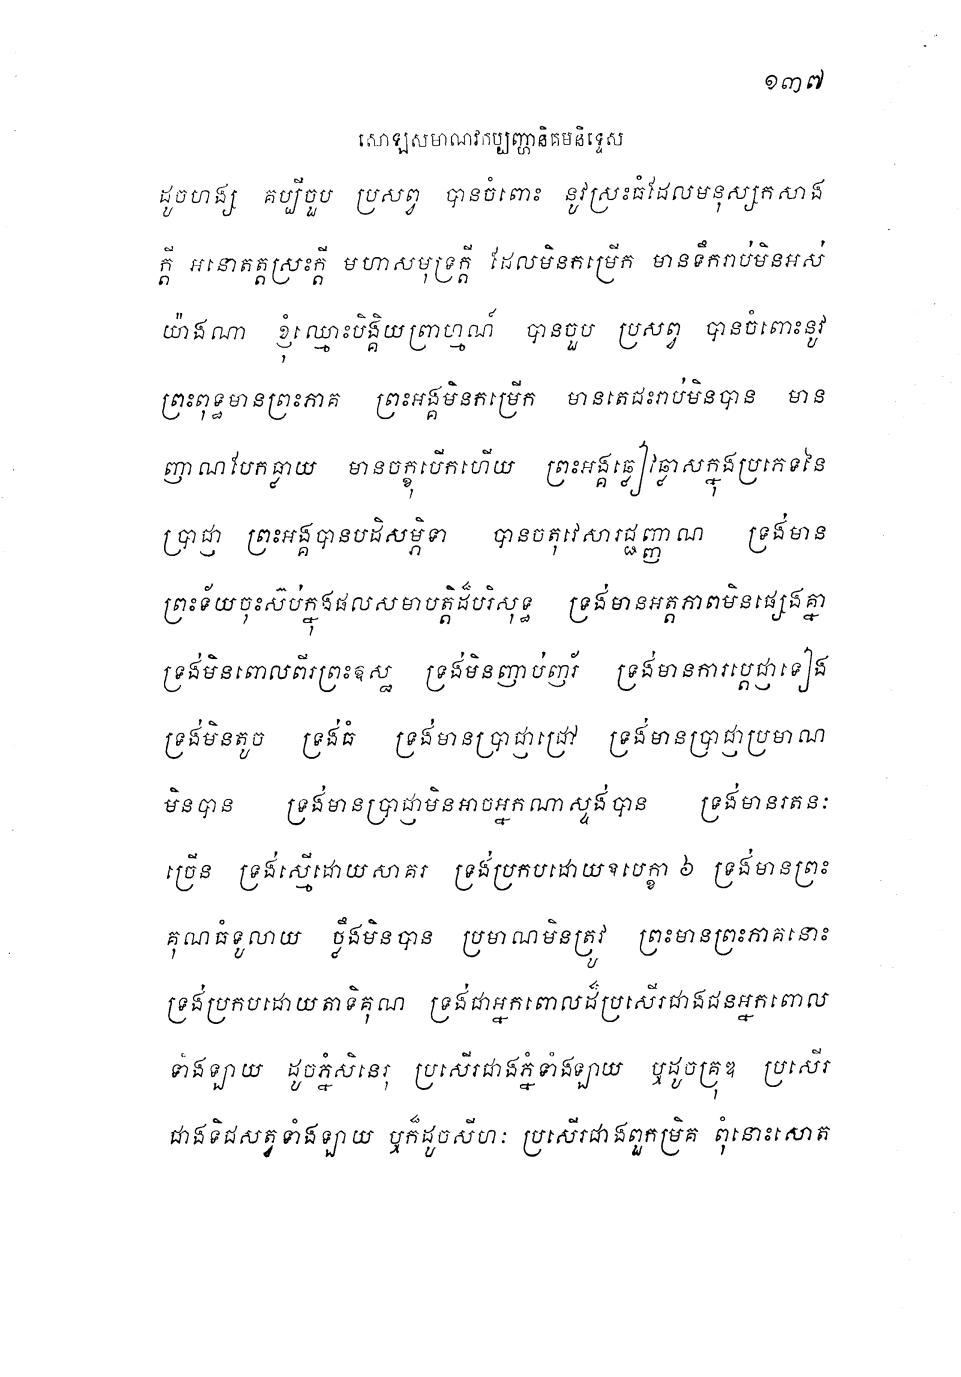 ១៣៧
សោឡសមាណវកប្បញ្ហានិគមនិទ្ទេស
ដូចហង្ស គប្បីចួប ប្រសព្វ បានចំពោះ នូវស្រះធំដែលមនុស្សកសាង
ក្តី អនោតត្តស្រះក្តី មហាសមុទ្រក្តី ដែលមិនកម្រើក មានទឹករាប់មិនអស់
យ៉ាងណា ខ្ញុំឈ្មោះបិង្គិយព្រាហ្មណ៍ បានចួប ប្រសព្វ បានចំពោះនូវ
ព្រះពុទ្ធមានព្រះភាគ ព្រះអង្គមិនកម្រើក មានតេជះរាប់មិនបាន មាន
ញាណបែកធ្លាយ មានចក្ខុបើកហើយ ព្រះអង្គឆ្លៀវឆ្លាសក្នុងប្រភេទនៃ
ប្រាជ្ញា ព្រះអង្គបានបដិសម្ភិទា បានចតុវេសារជ្ជញ្ញាណ ទ្រង់មាន
ព្រះទ័យចុះស៊ប់ក្នុងផលសមាបត្តិដ៏បរិសុទ្ធ ទ្រង់មានអត្តភាពមិនផ្សេងគ្នា
ទ្រង់មិនពោលពីរព្រះឧស្ឋ ទ្រង់មិនញាប់ញ័រ ទ្រង់មានការប្តេជ្ញាទៀង
ទ្រង់មិនតូច ទ្រង់ធំ ទ្រង់មានប្រាជ្ញាជ្រៅ ទ្រង់មានប្រាជ្ញាប្រមាណ
មិនបាន ទ្រង់មានប្រាជ្ញាមិនអាចអ្នកណាស្ទង់បាន ទ្រង់មានរតនៈ
ច្រើន ទ្រង់ស្មើដោយសាគរ ទ្រង់ប្រកបដោយឧបេក្ខា ៦ ទ្រង់មានព្រះ
គុណធំទូលាយ ថ្លឹងមិនបាន ប្រមាណមិនត្រូវ ព្រះមានព្រះភាគនោះ
ទ្រង់ប្រកបដោយតាទិគុណ ទ្រង់ជាអ្នកពោលដ៏ប្រសើរជាងជនអ្នកពោល
ទាំងឡាយ ដូចភ្នំសិនេរុ ប្រសើរជាងភ្នំទាំងឡាយ ឬដូចគ្រុឌ ប្រសើរ
ជាងទិជសត្វទាំងឡាយ ឬក៏ដូចសីហៈ ប្រសើរជាងពួកម្រិគ ពុំនោះសោត